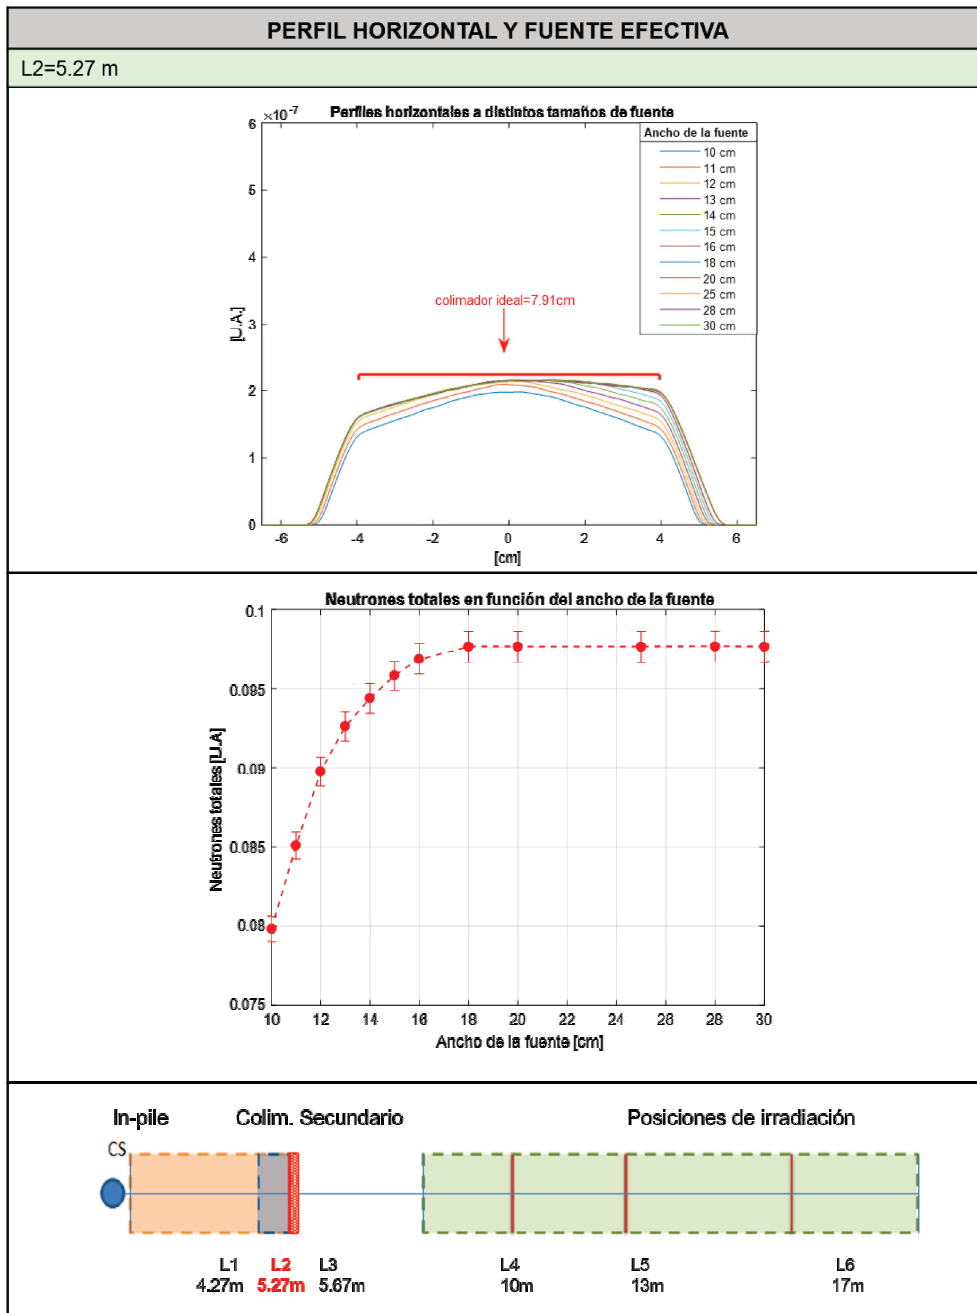 PERFIL HORIZONTAL Y FUENTE EFECTIVA
L2=5.27 m
×10⁻⁷
Perfiles horizontales a distintos tamaños de fuente
6
5
4
3
2
1
0
[U.A.]
Ancho de la fuente
10 cm
11 cm
12 cm
13 cm
14 cm
15 cm
16 cm
18 cm
20 cm
25 cm
28 cm
30 cm
colimador ideal=7.91cm
-6 -4 -2 0 2 4 6
[cm]
Neutrones totales en función del ancho de la fuente
0.1
0.095
0.09
0.085
0.08
0.075
Neutrones totales [U.A]
10 12 14 16 18 20 22 24 26 28 30
Ancho de la fuente [cm]
In-pile Colim. Secundario Posiciones de irradiación
CS
L1 L2 L3 L4 L5 L6
4.27m 5.27m 5.67m 10m 13m 17m